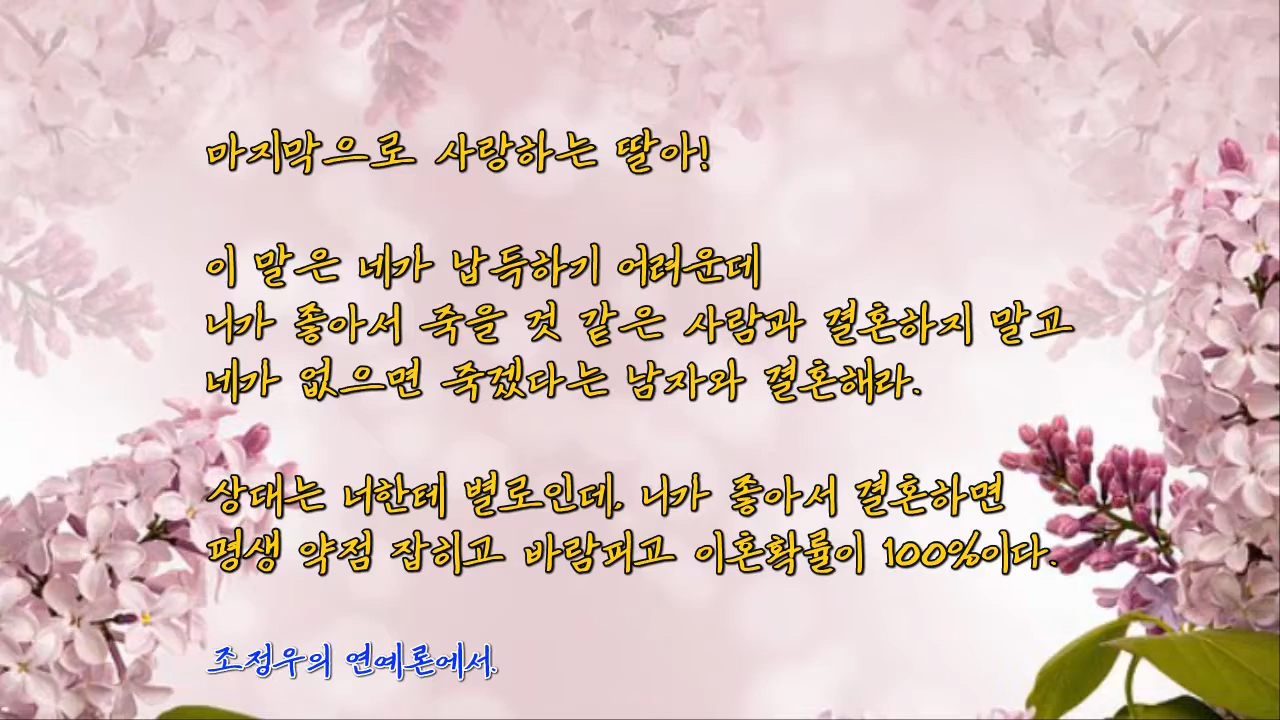 마지막으로 사랑하는 딸아!
이 말은 네가 납득하기 어려운데
니가 좋아서 죽을 것 같은 사람과 결혼하지 말고
네가 없으면 죽겠다는 남자와 결혼해라.
상대는 너한테 별로인데, 니가 좋아서 결혼하면
평생 약점 잡히고 바람피고 이혼확률이 100%이다.
조정우의 연예론에서.